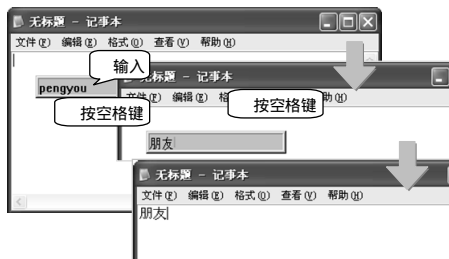 无标题 - 记事本
文件(F) 编辑(E) 格式(O) 查看(V) 帮助(H)
输入
pengyou
按空格键
无标题 - 记事本
文件(F) 编辑(E) 格 助(H)
按空格键
朋友
无标题 - 记事本
文件(F) 编辑(E) 格式(O) 查看(V) 帮助(H)
朋友